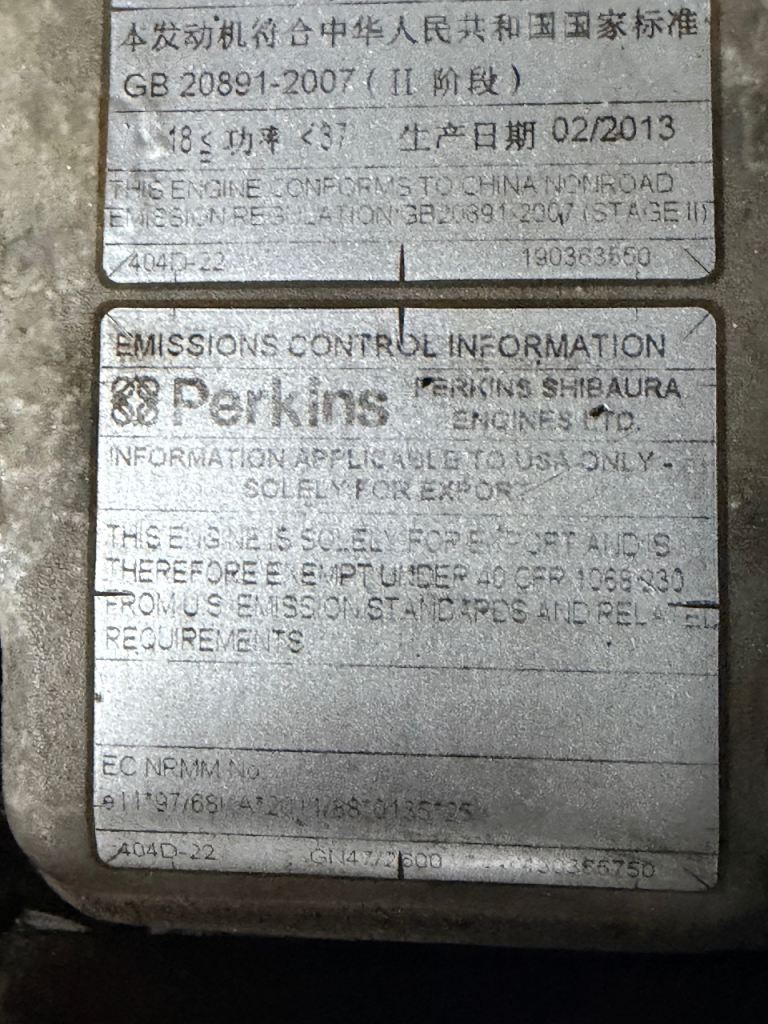 本发动机符合中华人民共和国国家标准
GB 20891-2007 ( II 阶段 )
18 ≤ 功率 <37 生产日期 02/2013
THIS ENGINE CONFORMS TO CHINA NONROAD
EMISSION REGULATION GB20891-2007 (STAGE II)
404D-22 190363550
EMISSIONS CONTROL INFORMATION
Perkins PERKINS SHIBAURA
ENGINES LTD.
INFORMATION APPLICABLE TO USA ONLY -
SOLELY FOR EXPORT
THIS ENGINE IS SOLELY FOR EXPORT AND IS
THEREFORE EXEMPT UNDER 40 CFR 1068 230
FROM U.S. EMISSION STANDARDS AND RELATED
REQUIREMENTS
EC NRMM No
404D-22 GN47/2600